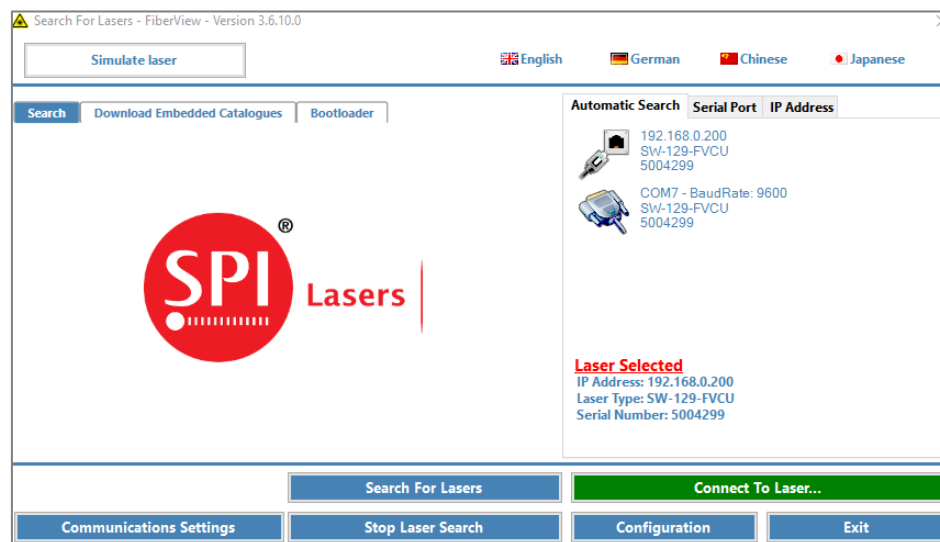 Search For Lasers - FiberView - Version 3.6.10.0
Simulate laser
English
German
Chinese
Japanese
Search
Download Embedded Catalogues
Bootloader
Automatic Search
Serial Port
IP Address
192.168.0.200
SW-129-FVCU
5004299
COM7 - BaudRate: 9600
SW-129-FVCU
5004299
SPI
®
Lasers
Laser Selected
IP Address: 192.168.0.200
Laser Type: SW-129-FVCU
Serial Number: 5004299
Search For Lasers
Connect To Laser...
Communications Settings
Stop Laser Search
Configuration
Exit